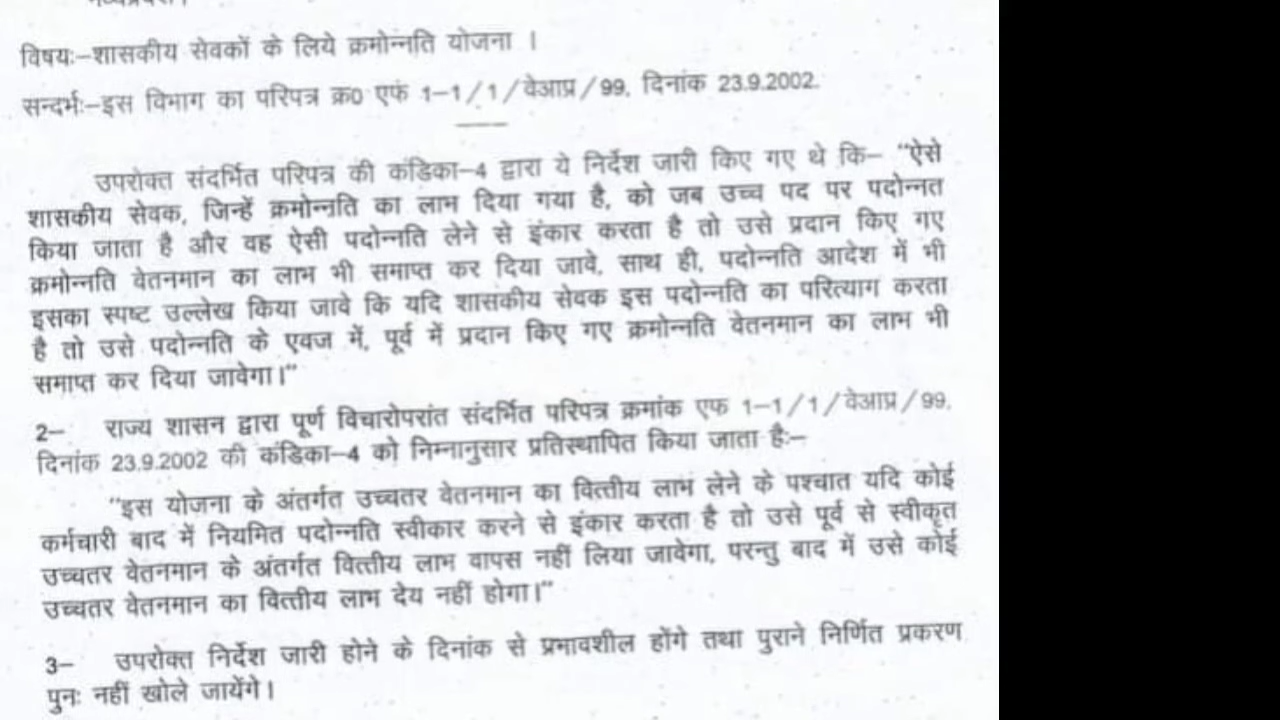 मध्यप्रदेश।
विषयः–शासकीय सेवकों के लिये क्रमोन्नति योजना ।
सन्दर्भः–इस विभाग का परिपत्र क्र0 एफ 1–1/1/वेआप्र/99, दिनांक 23.9.2002.
उपरोक्त संदर्भित परिपत्र की कंडिका–4 द्वारा ये निर्देश जारी किए गए थे कि– “ऐसे
शासकीय सेवक, जिन्हें क्रमोन्नति का लाभ दिया गया है, को जब उच्च पद पर पदोन्नत
किया जाता है और वह ऐसी पदोन्नति लेने से इंकार करता है तो उसे प्रदान किए गए
क्रमोन्नति वेतनमान का लाभ भी समाप्त कर दिया जावे, साथ ही, पदोन्नति आदेश में भी
इसका स्पष्ट उल्लेख किया जावे कि यदि शासकीय सेवक इस पदोन्नति का परित्याग करता
है तो उसे पदोन्नति के एवज में, पूर्व में प्रदान किए गए क्रमोन्नति वेतनमान का लाभ भी
समाप्त कर दिया जावेगा।”
2– राज्य शासन द्वारा पूर्ण विचारोपरांत संदर्भित परिपत्र क्रमांक एफ 1–1/1/वेआप्र/99,
दिनांक 23.9.2002 की कंडिका–4 को निम्नानुसार प्रतिस्थापित किया जाता हैः–
“इस योजना के अंतर्गत उच्चतर वेतनमान का वित्तीय लाभ लेने के पश्चात यदि कोई
कर्मचारी बाद में नियमित पदोन्नति स्वीकार करने से इंकार करता है तो उसे पूर्व से स्वीकृत
उच्चतर वेतनमान के अंतर्गत वित्तीय लाभ वापस नहीं लिया जावेगा, परन्तु बाद में उसे कोई
उच्चतर वेतनमान का वित्तीय लाभ देय नहीं होगा।”
3– उपरोक्त निर्देश जारी होने के दिनांक से प्रभावशील होंगे तथा पुराने निर्णित प्रकरण
पुनः नहीं खोले जायेंगे।